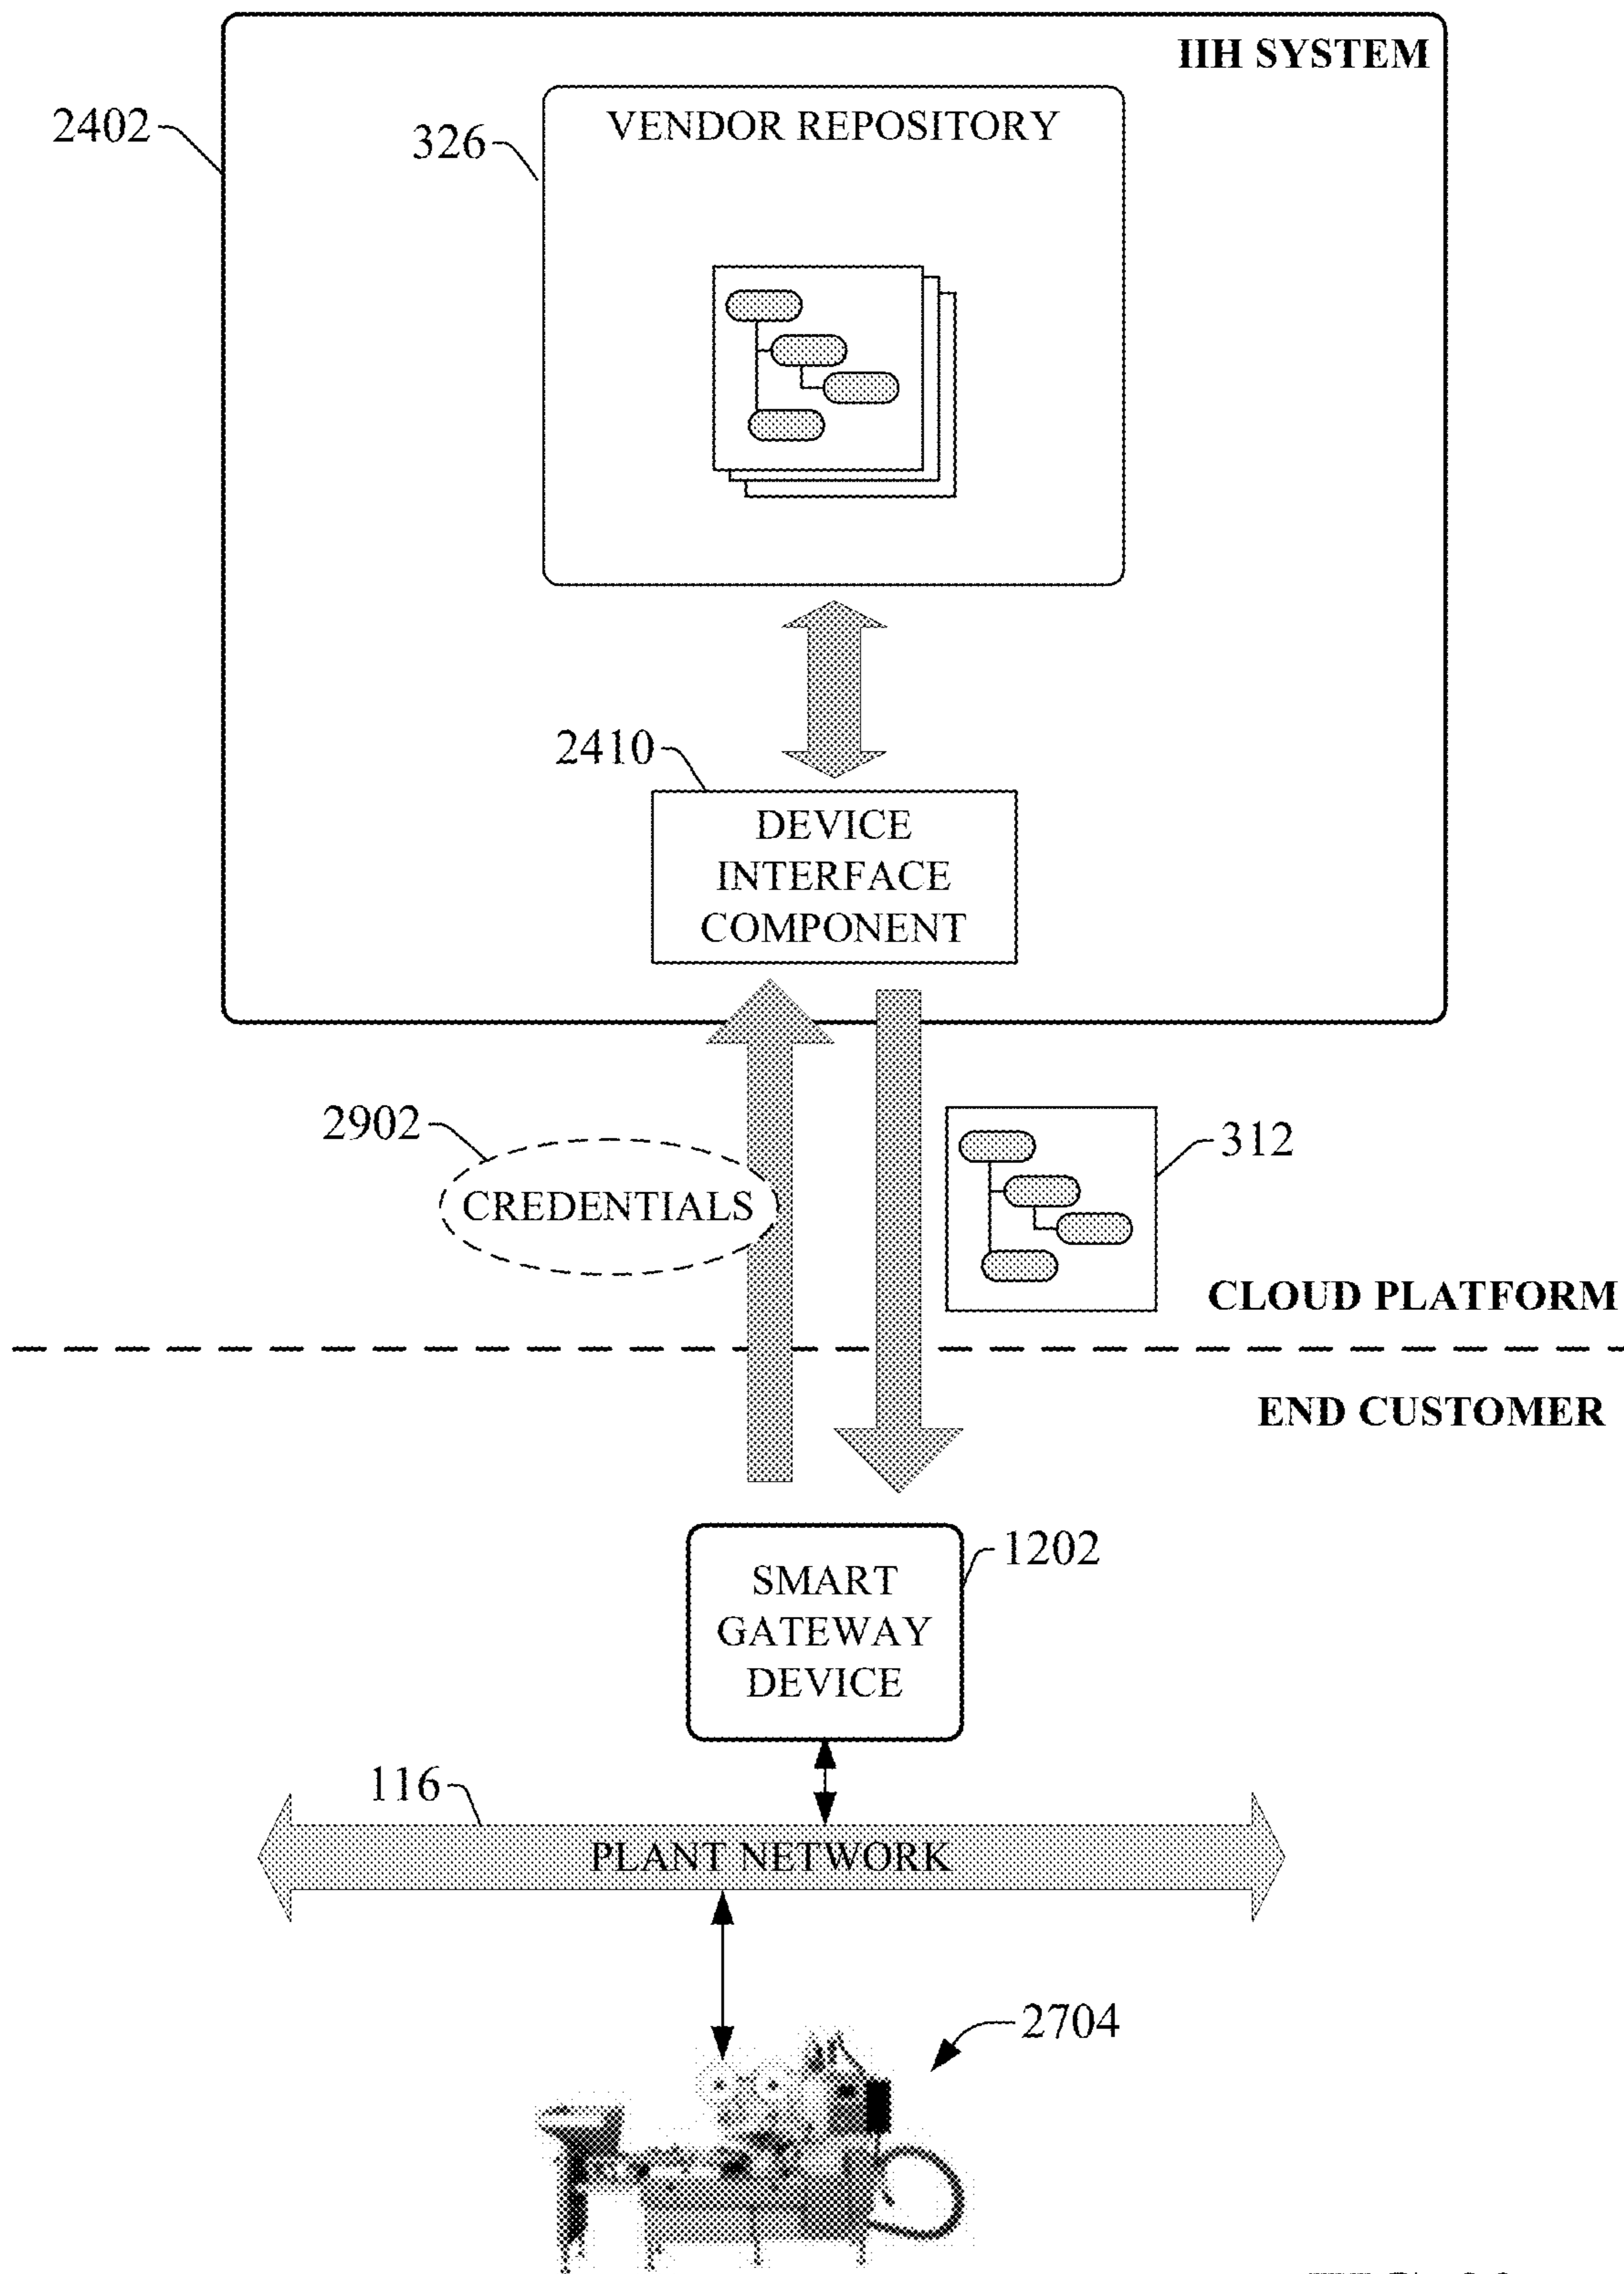 IIH SYSTEM
2402
326
VENDOR REPOSITORY
2410
DEVICE
INTERFACE
COMPONENT
2902
CREDENTIALS
312
CLOUD PLATFORM
END CUSTOMER
1202
SMART
GATEWAY
DEVICE
116
PLANT NETWORK
2704